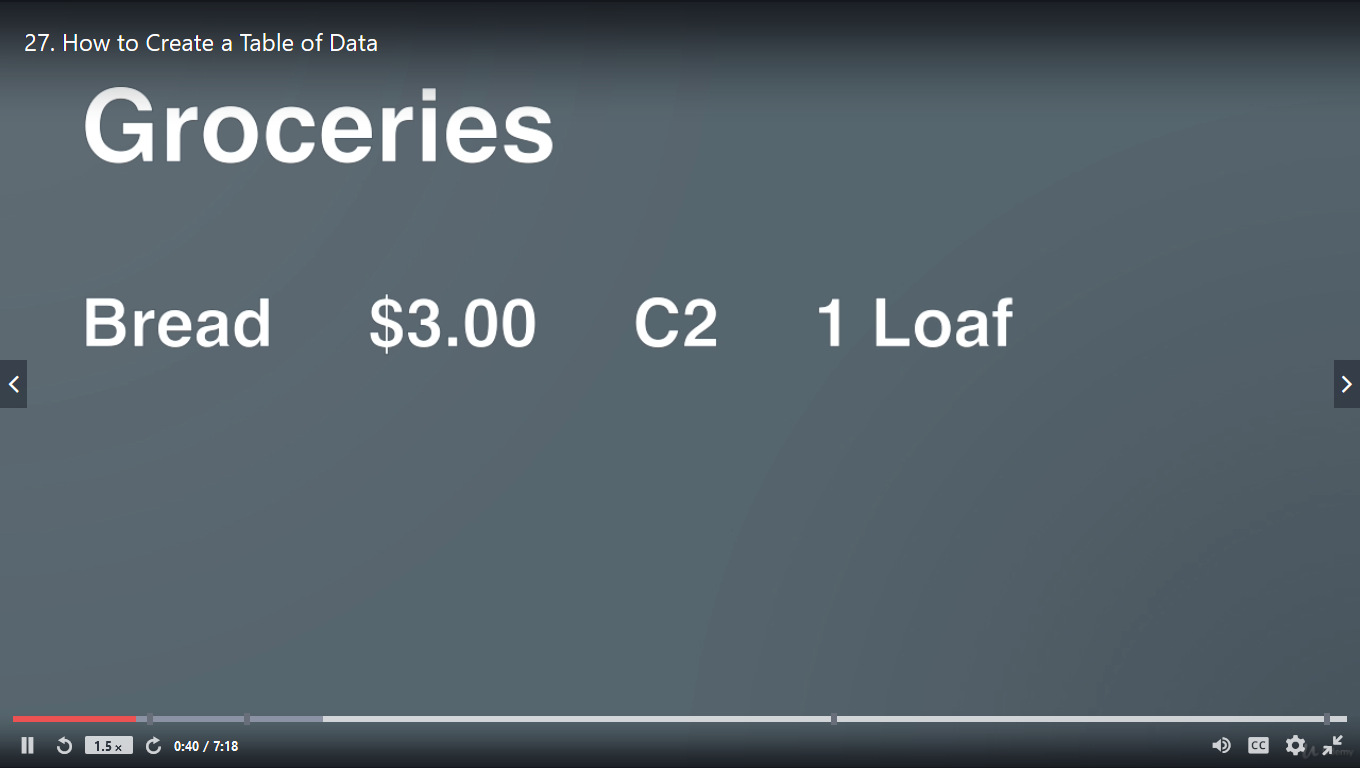 27. How to Create a Table of Data
Groceries
Bread $3.00 C2 1 Loaf
1.5 x 0:40 / 7:18 CC